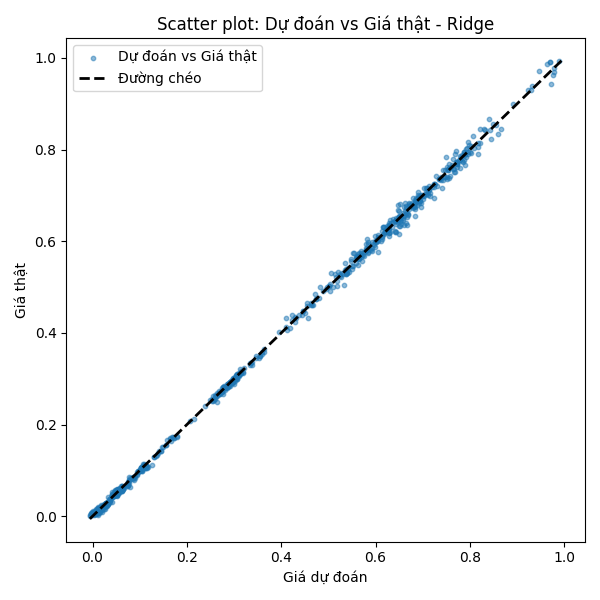 Scatter plot: Dự đoán vs Giá thật - Ridge
Dự đoán vs Giá thật
Đường chéo
1.0
0.8
0.6
0.4
0.2
0.0
Giá thật
0.0 0.2 0.4 0.6 0.8 1.0
Giá dự đoán